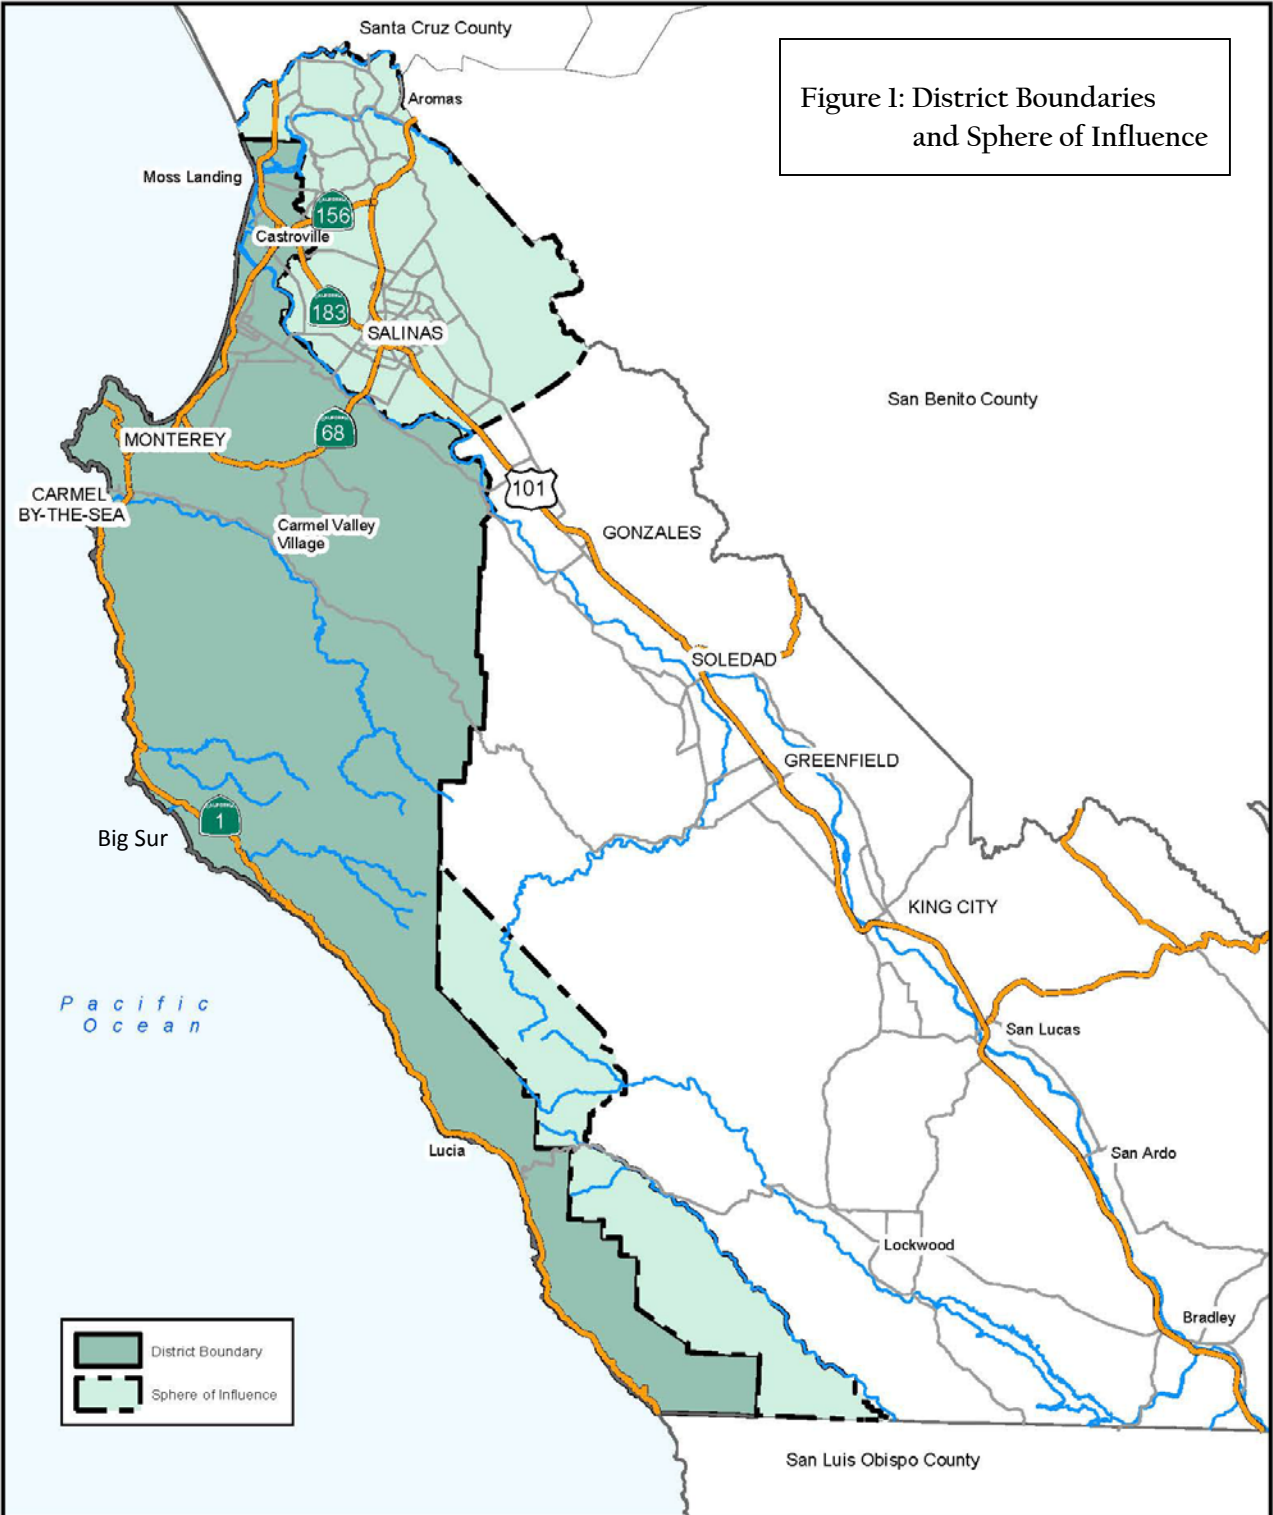 Santa Cruz County
Figure 1: District Boundaries
and Sphere of Influence
Aromas
Moss Landing
156
Castroville
183
SALINAS
San Benito County
68
MONTEREY
101
CARMEL
BY-THE-SEA
Carmel Valley
Village
GONZALES
SOLEDAD
GREENFIELD
1
Big Sur
KING CITY
Pacific
Ocean
San Lucas
Lucia
San Ardo
Lockwood
Bradley
District Boundary
Sphere of Influence
San Luis Obispo County